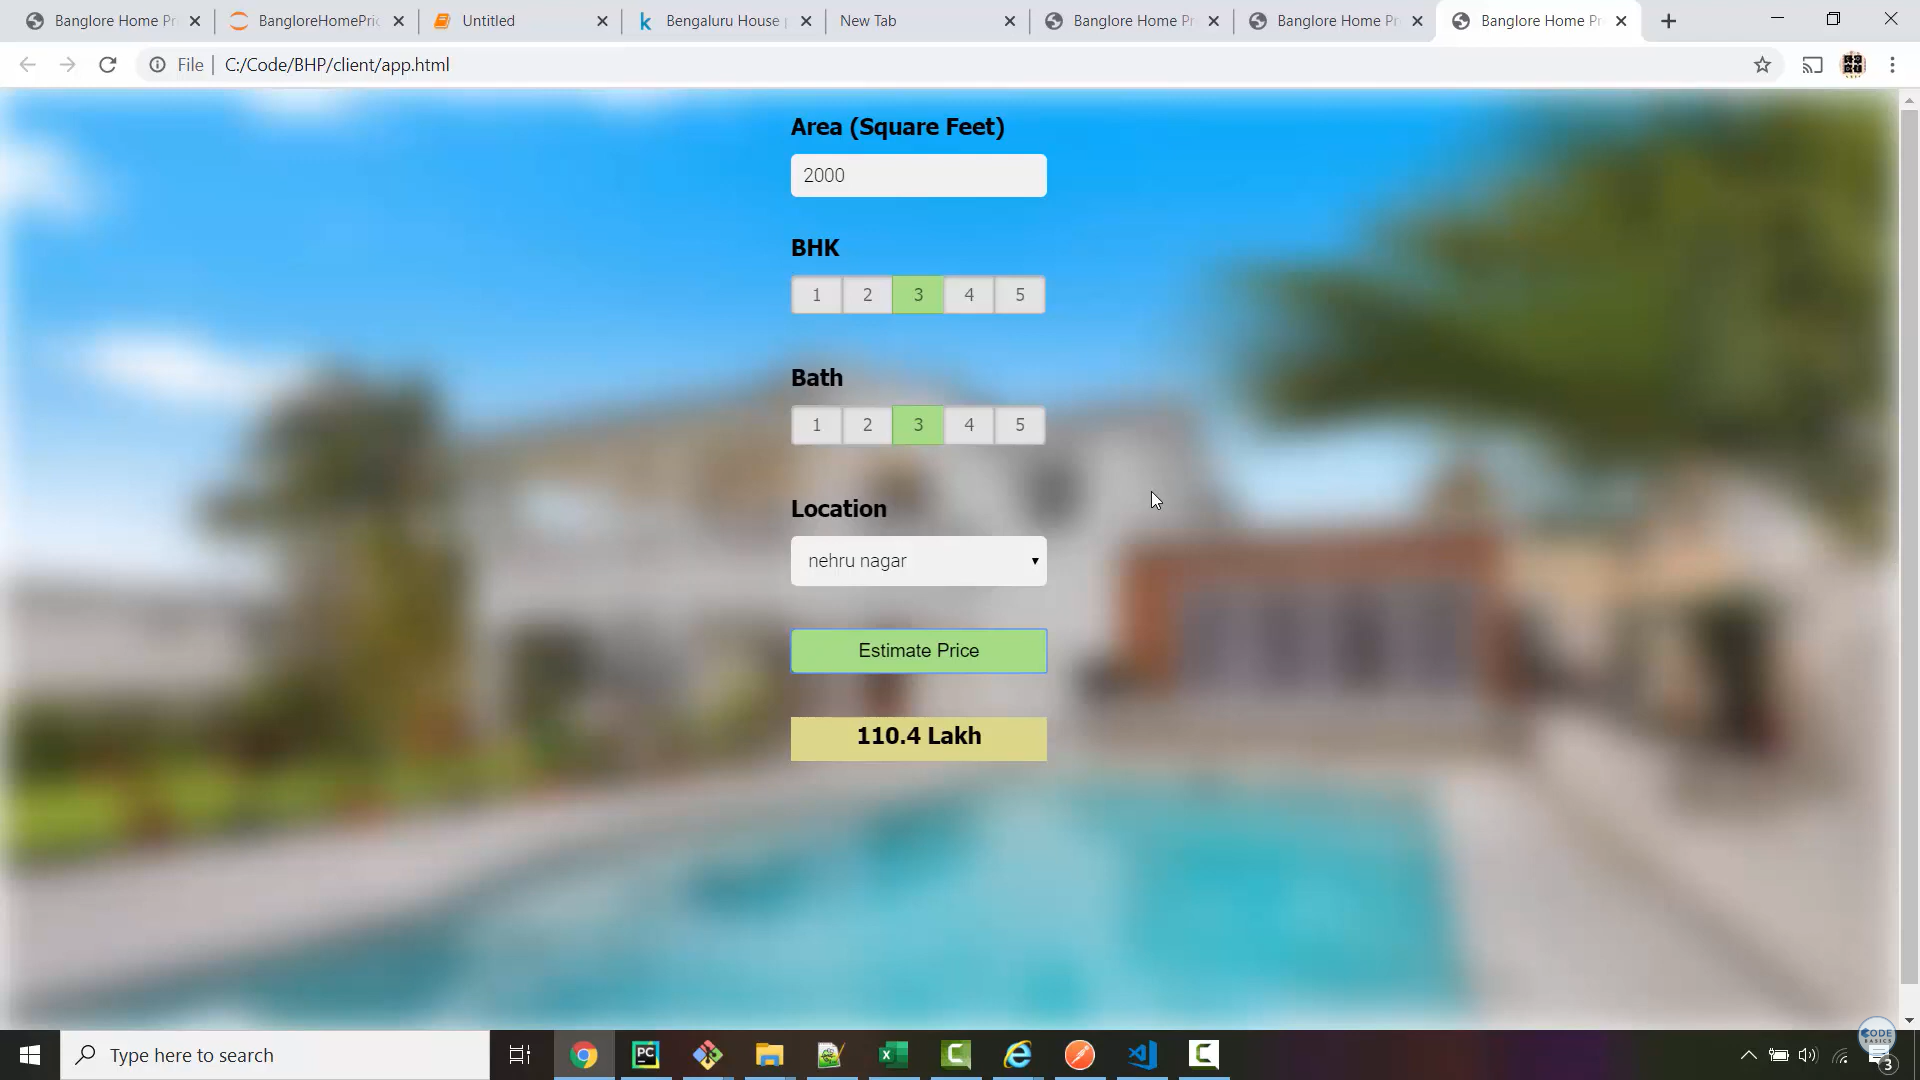 Banglore Home Pr
BangloreHomePric
Untitled
Bengaluru House p
New Tab
Banglore Home Pr
Banglore Home Pr
Banglore Home Pr
File
C:/Code/BHP/client/app.html
Area (Square Feet)
2000
BHK
1 2 3 4 5
Bath
1 2 3 4 5
Location
nehru nagar
Estimate Price
110.4 Lakh
Type here to search
PC
CODE
BASICS
3